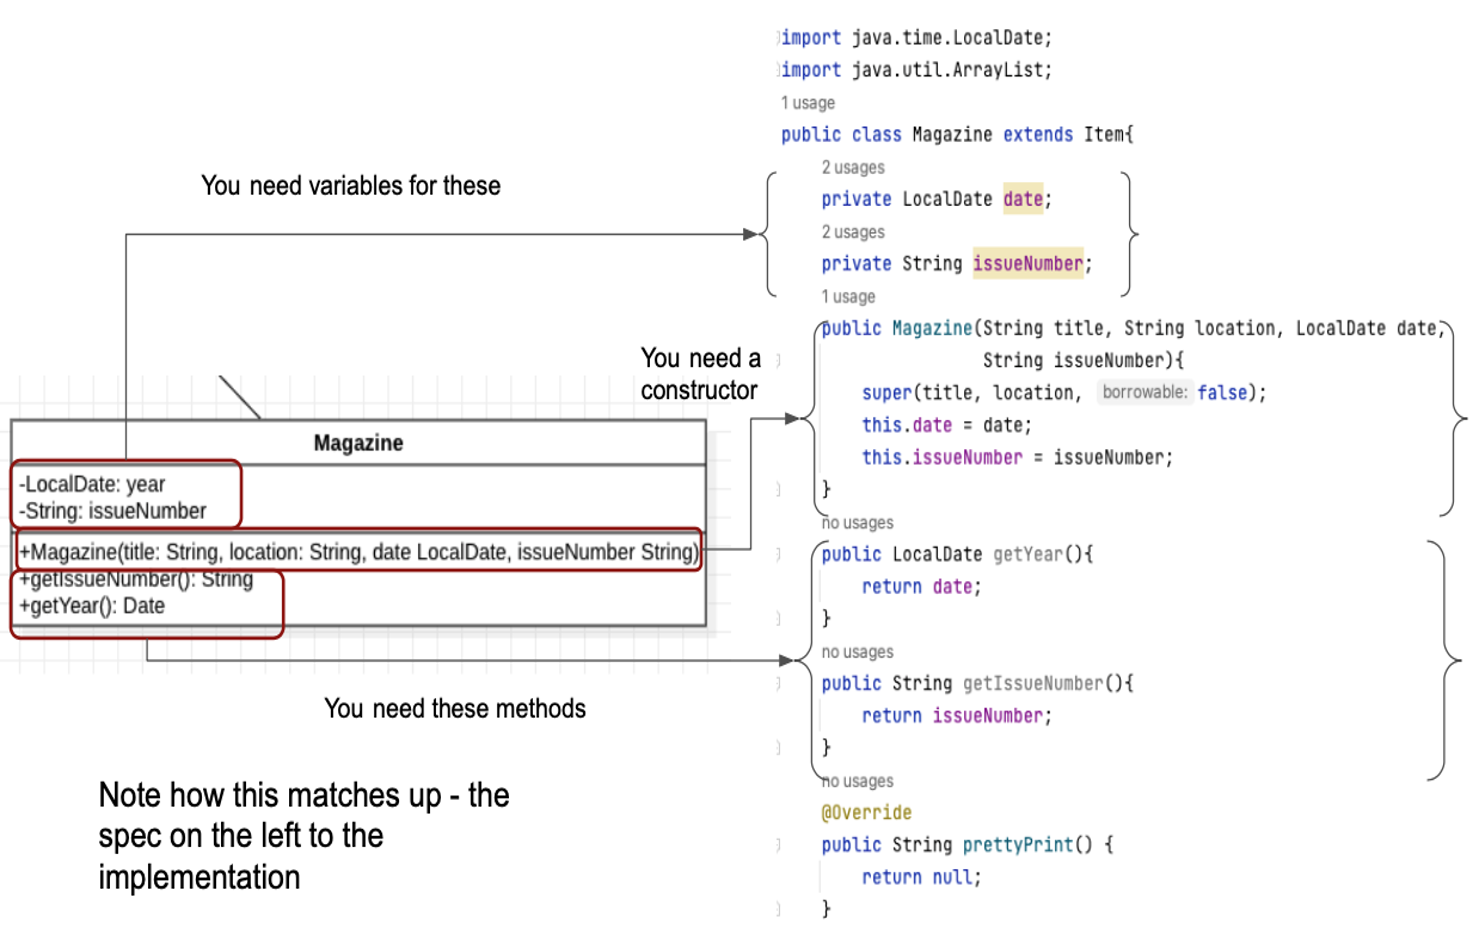 You need variables for these
You need a
constructor
Magazine
-LocalDate: year
-String: issueNumber
+Magazine(title: String, location: String, date LocalDate, issueNumber String)
+getIssueNumber(): String
+getYear(): Date
You need these methods
Note how this matches up - the
spec on the left to the
implementation
import java.time.LocalDate;
import java.util.ArrayList;
1 usage
public class Magazine extends Item{
2 usages
private LocalDate date;
2 usages
private String issueNumber;
1 usage
public Magazine(String title, String location, LocalDate date,
String issueNumber){
super(title, location, borrowable: false);
this.date = date;
this.issueNumber = issueNumber;
}
no usages
public LocalDate getYear(){
return date;
}
no usages
public String getIssueNumber(){
return issueNumber;
}
no usages
@Override
public String prettyPrint() {
return null;
}